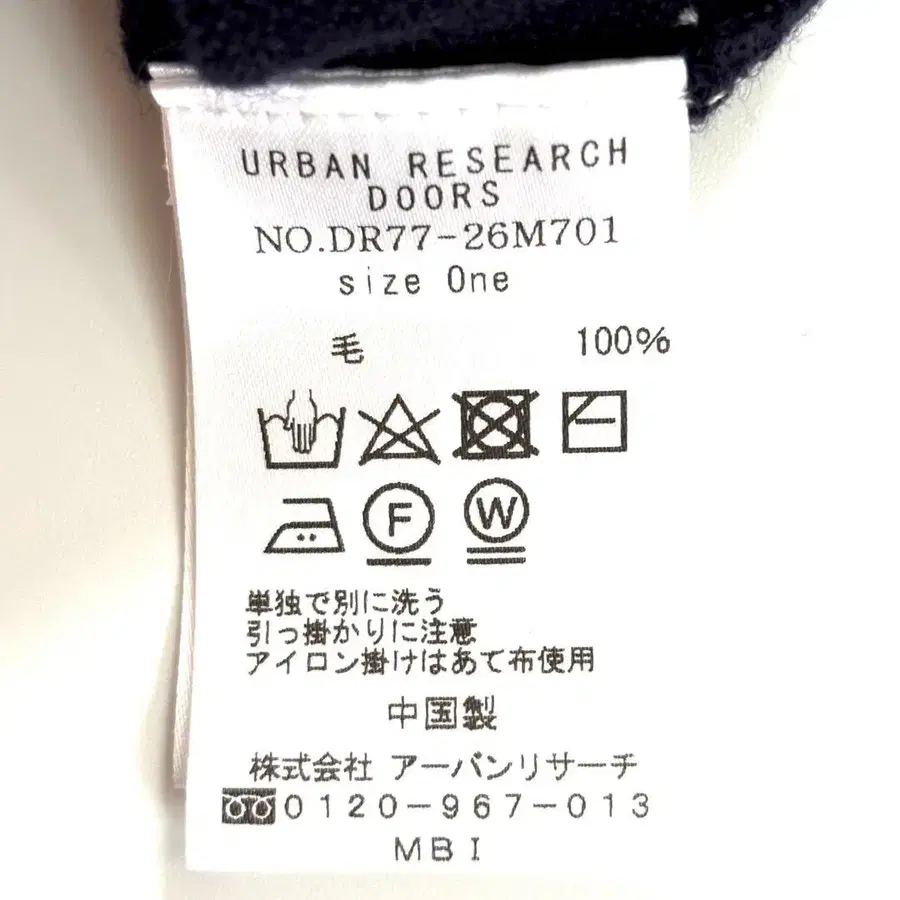 URBAN RESEARCH
DOORS
NO.DR77-26M701
size One
毛 100%
F W
単独で別に洗う
引っ掛かりに注意
アイロン掛けはあて布使用
中国製
株式会社 アーバンリサーチ
0120-967-013
MBI